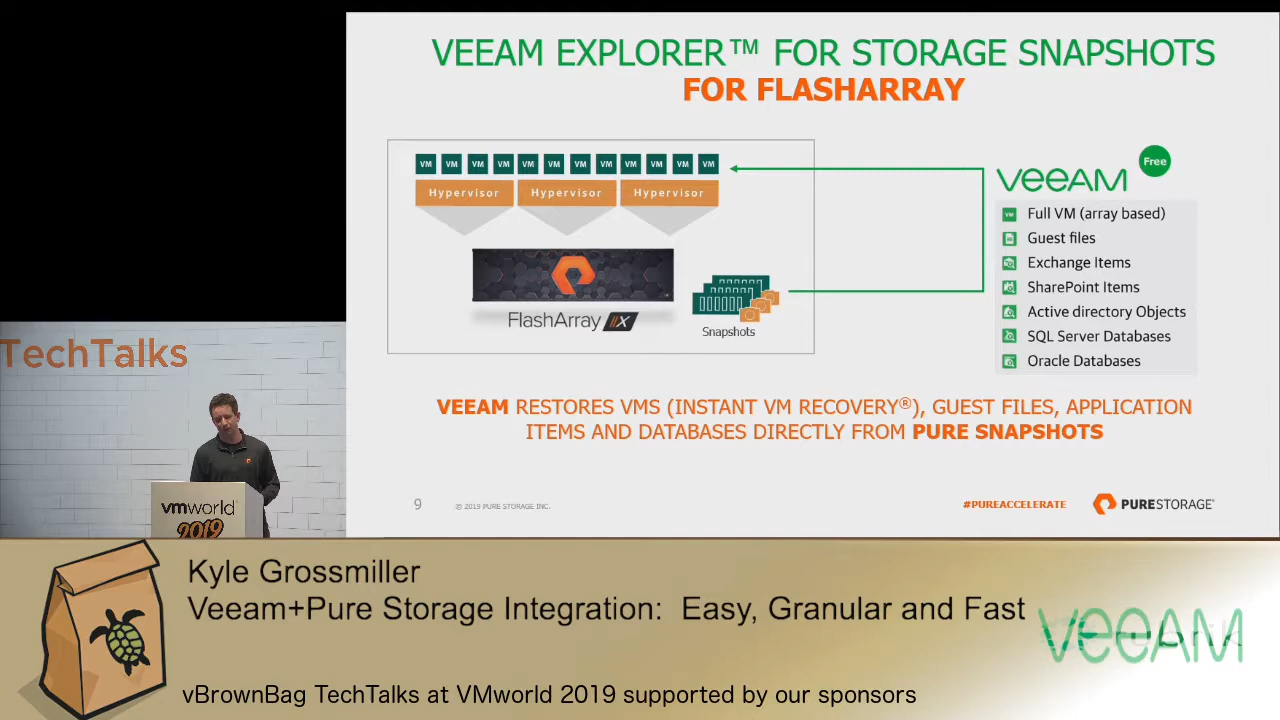 VEEAM EXPLORER™ FOR STORAGE SNAPSHOTS
FOR FLASHARRAY
VM VM VM VM VM VM VM VM VM VM VM VM
Hypervisor Hypervisor Hypervisor
FlashArray //X
Snapshots
veeAM
Free
VM Full VM (array based)
Guest files
Exchange Items
SharePoint Items
Active directory Objects
SQL Server Databases
Oracle Databases
VEEAM RESTORES VMS (INSTANT VM RECOVERY®), GUEST FILES, APPLICATION
ITEMS AND DATABASES DIRECTLY FROM PURE SNAPSHOTS
9
© 2019 PURE STORAGE INC.
#PUREACCELERATE
PURESTORAGE®
TechTalks
vmworld®
2019
Kyle Grossmiller
Veeam+Pure Storage Integration: Easy, Granular and Fast
veeAM
vBrownBag TechTalks at VMworld 2019 supported by our sponsors